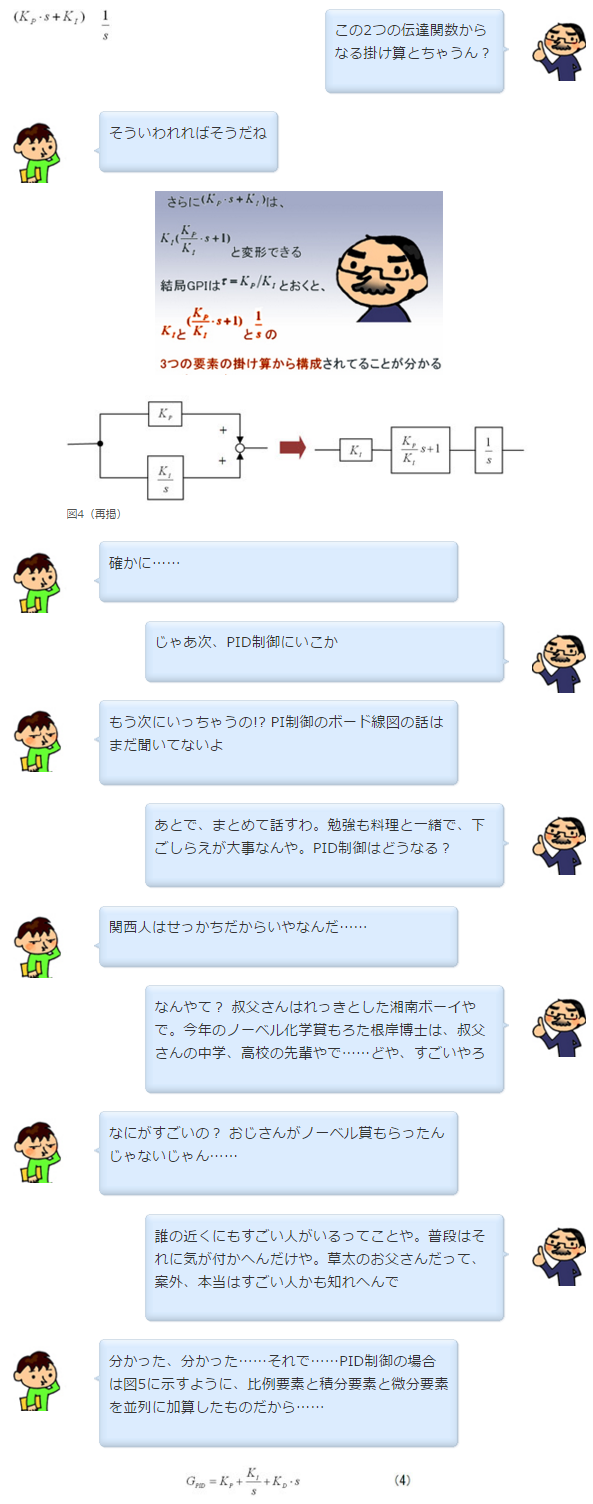 (K_P・s+K_I) 1/s
この2つの伝達関数から
なる掛け算とちゃうん？
そういわれればそうだね
さらに(K_P・s+K_I)は、
K_I(K_P/K_I・s+1)と変形できる
結局GPIはτ=K_P/K_Iとおくと、
K_Iと(K_P/K_I・s+1)と1/sの
3つの要素の掛け算から構成されてることが分かる
K_P
+
K_I/s
+
K_I
K_P/K_I s+1
1/s
図4（再掲）
確かに……
じゃあ次、PID制御にいこか
もう次にいっちゃうの!? PI制御のボード線図の話は
まだ聞いてないよ
あとで、まとめて話すわ。勉強も料理と一緒で、下
ごしらえが大事なんや。PID制御はどうなる？
関西人はせっかちだからいやなんだ……
なんやて？ 叔父さんはれっきとした湘南ボーイや
で。今年のノーベル化学賞もろた根岸博士は、叔父
さんの中学、高校の先輩やで……どや、すごいやろ
なにがすごいの？ おじさんがノーベル賞もらったん
じゃないじゃん……
誰の近くにもすごい人がいるってことや。普段はそ
れに気が付かへんだけや。草太のお父さんだって、
案外、本当はすごい人かも知れへんで
分かった、分かった……それで……PID制御の場合
は図5に示すように、比例要素と積分要素と微分要素
を並列に加算したものだから……
G_PID = K_P + K_I/s + K_D・s (4)